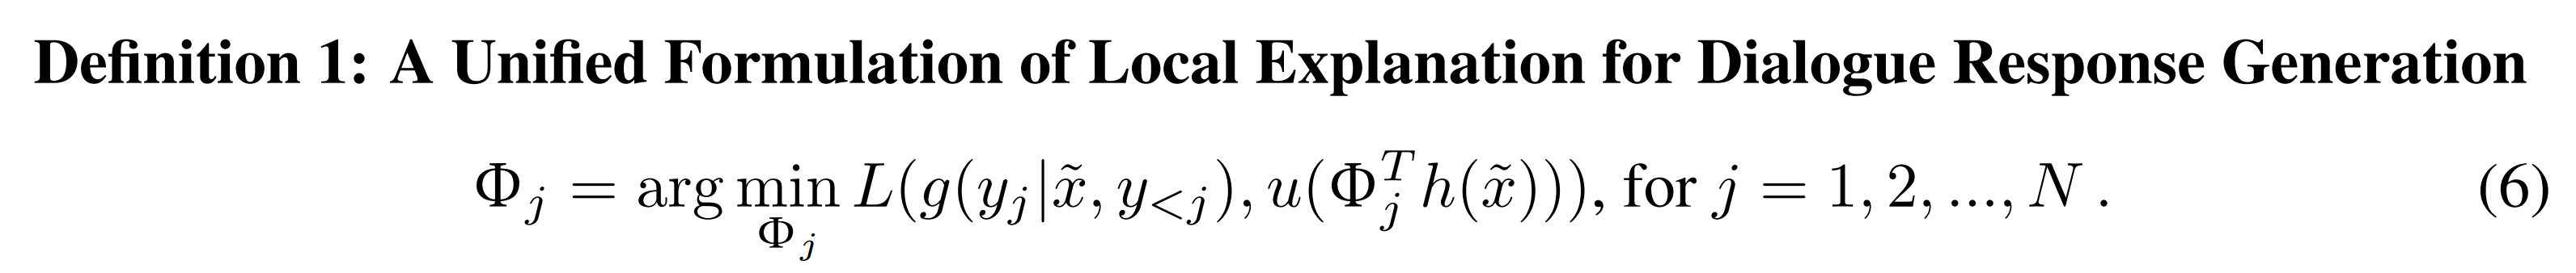 Definition 1: A Unified Formulation of Local Explanation for Dialogue Response Generation
Φ_j = arg min_{Φ_j} L(g(y_j|x̃, y_{<j}), u(Φ_j^T h(x̃))), for j = 1, 2, ..., N . (6)